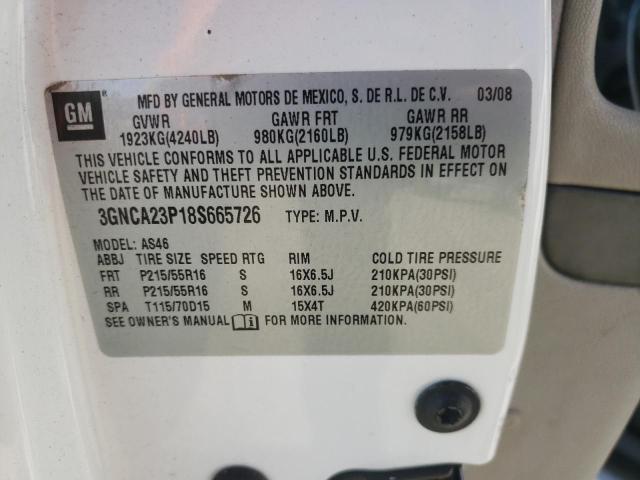 GM ® MFD BY GENERAL MOTORS DE MEXICO, S. DE R.L. DE C.V. 03/08
GVWR GAWR FRT GAWR RR
1923KG(4240LB) 980KG(2160LB) 979KG(2158LB)
THIS VEHICLE CONFORMS TO ALL APPLICABLE U.S. FEDERAL MOTOR
VEHICLE SAFETY AND THEFT PREVENTION STANDARDS IN EFFECT ON
THE DATE OF MANUFACTURE SHOWN ABOVE.
3GNCA23P18S665726 TYPE: M.P.V.
MODEL: AS46
ABBJ TIRE SIZE SPEED RTG RIM COLD TIRE PRESSURE
FRT P215/55R16 S 16X6.5J 210KPA(30PSI)
RR P215/55R16 S 16X6.5J 210KPA(30PSI)
SPA T115/70D15 M 15X4T 420KPA(60PSI)
SEE OWNER'S MANUAL FOR MORE INFORMATION.